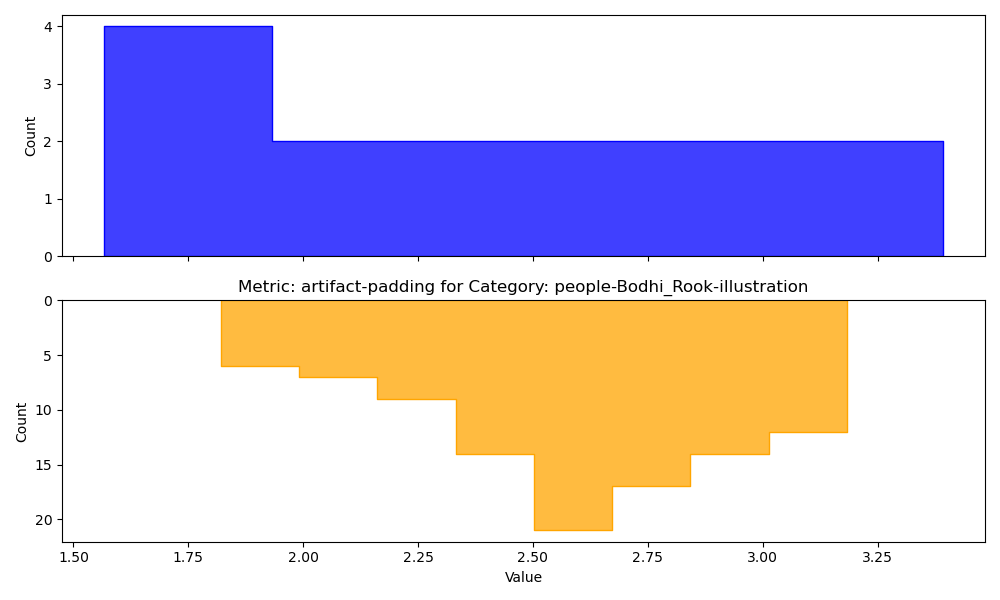 4
3
2
1
0
Count
Metric: artifact-padding for Category: people-Bodhi_Rook-illustration
0
5
10
15
20
Count
1.50 1.75 2.00 2.25 2.50 2.75 3.00 3.25
Value